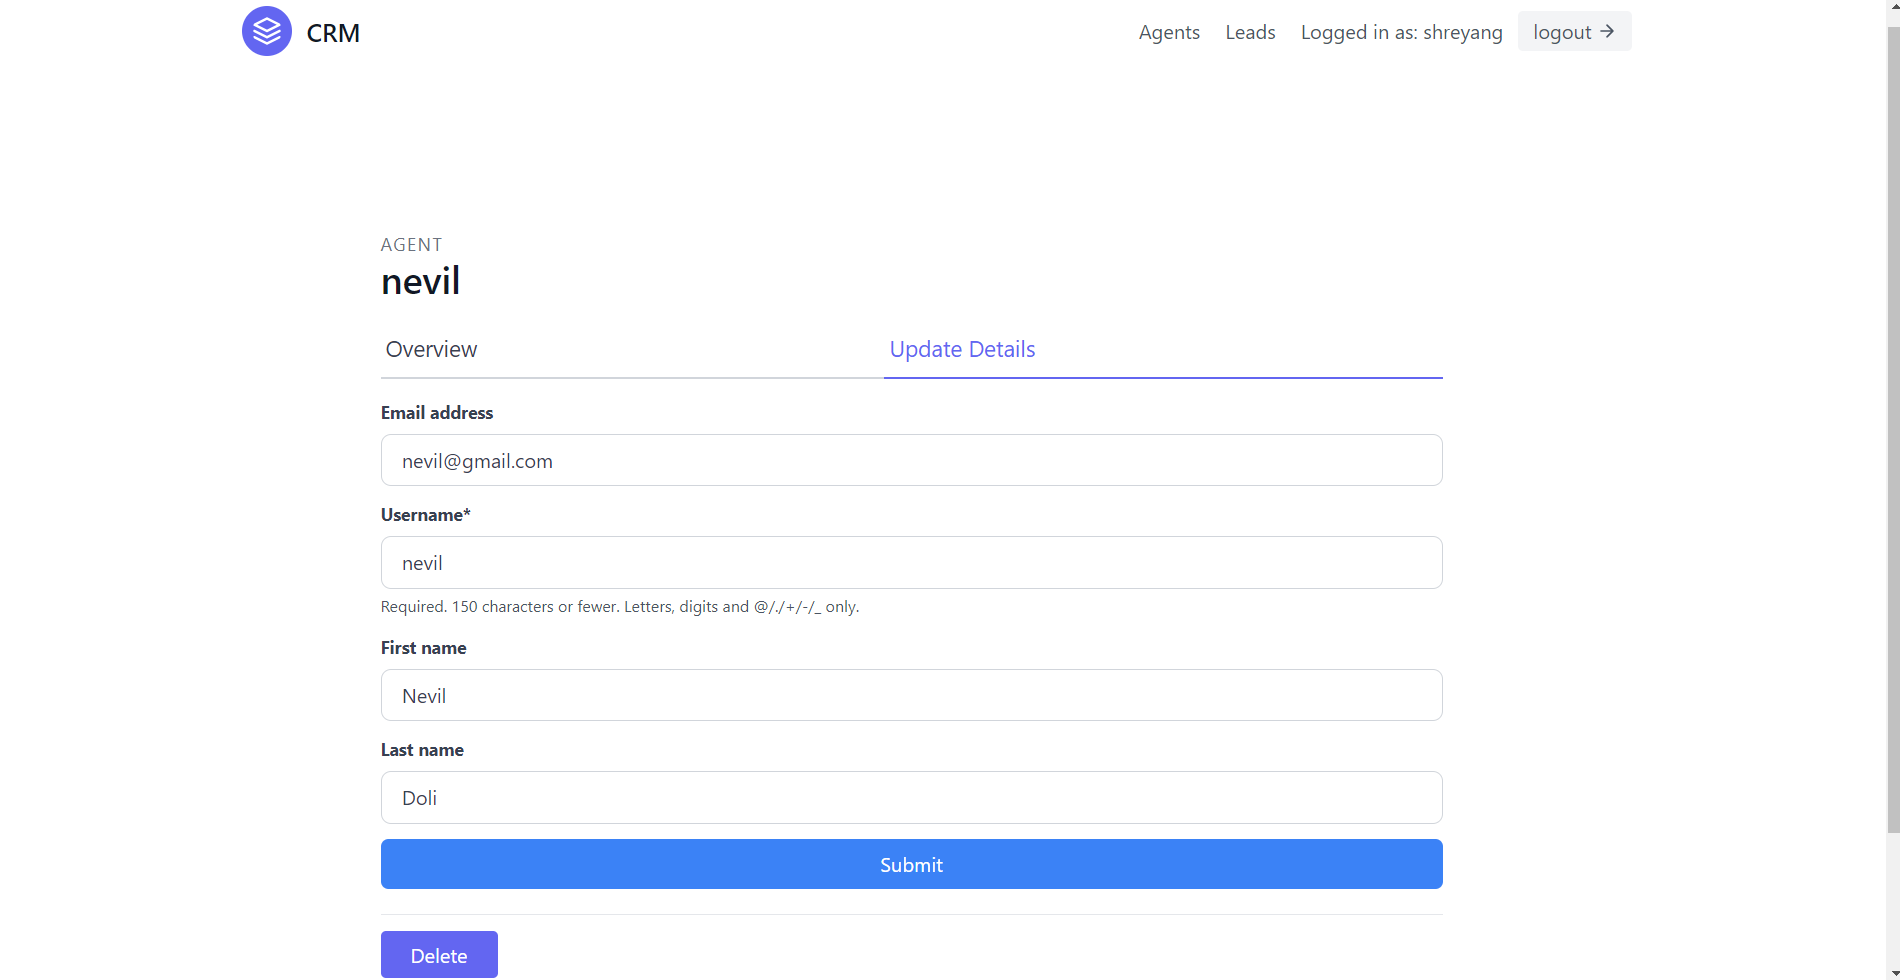 CRM
Agents Leads Logged in as: shreyang logout →
AGENT
nevil
Overview Update Details
Email address
nevil@gmail.com
Username*
nevil
Required. 150 characters or fewer. Letters, digits and @/./+/-/_ only.
First name
Nevil
Last name
Doli
Submit
Delete